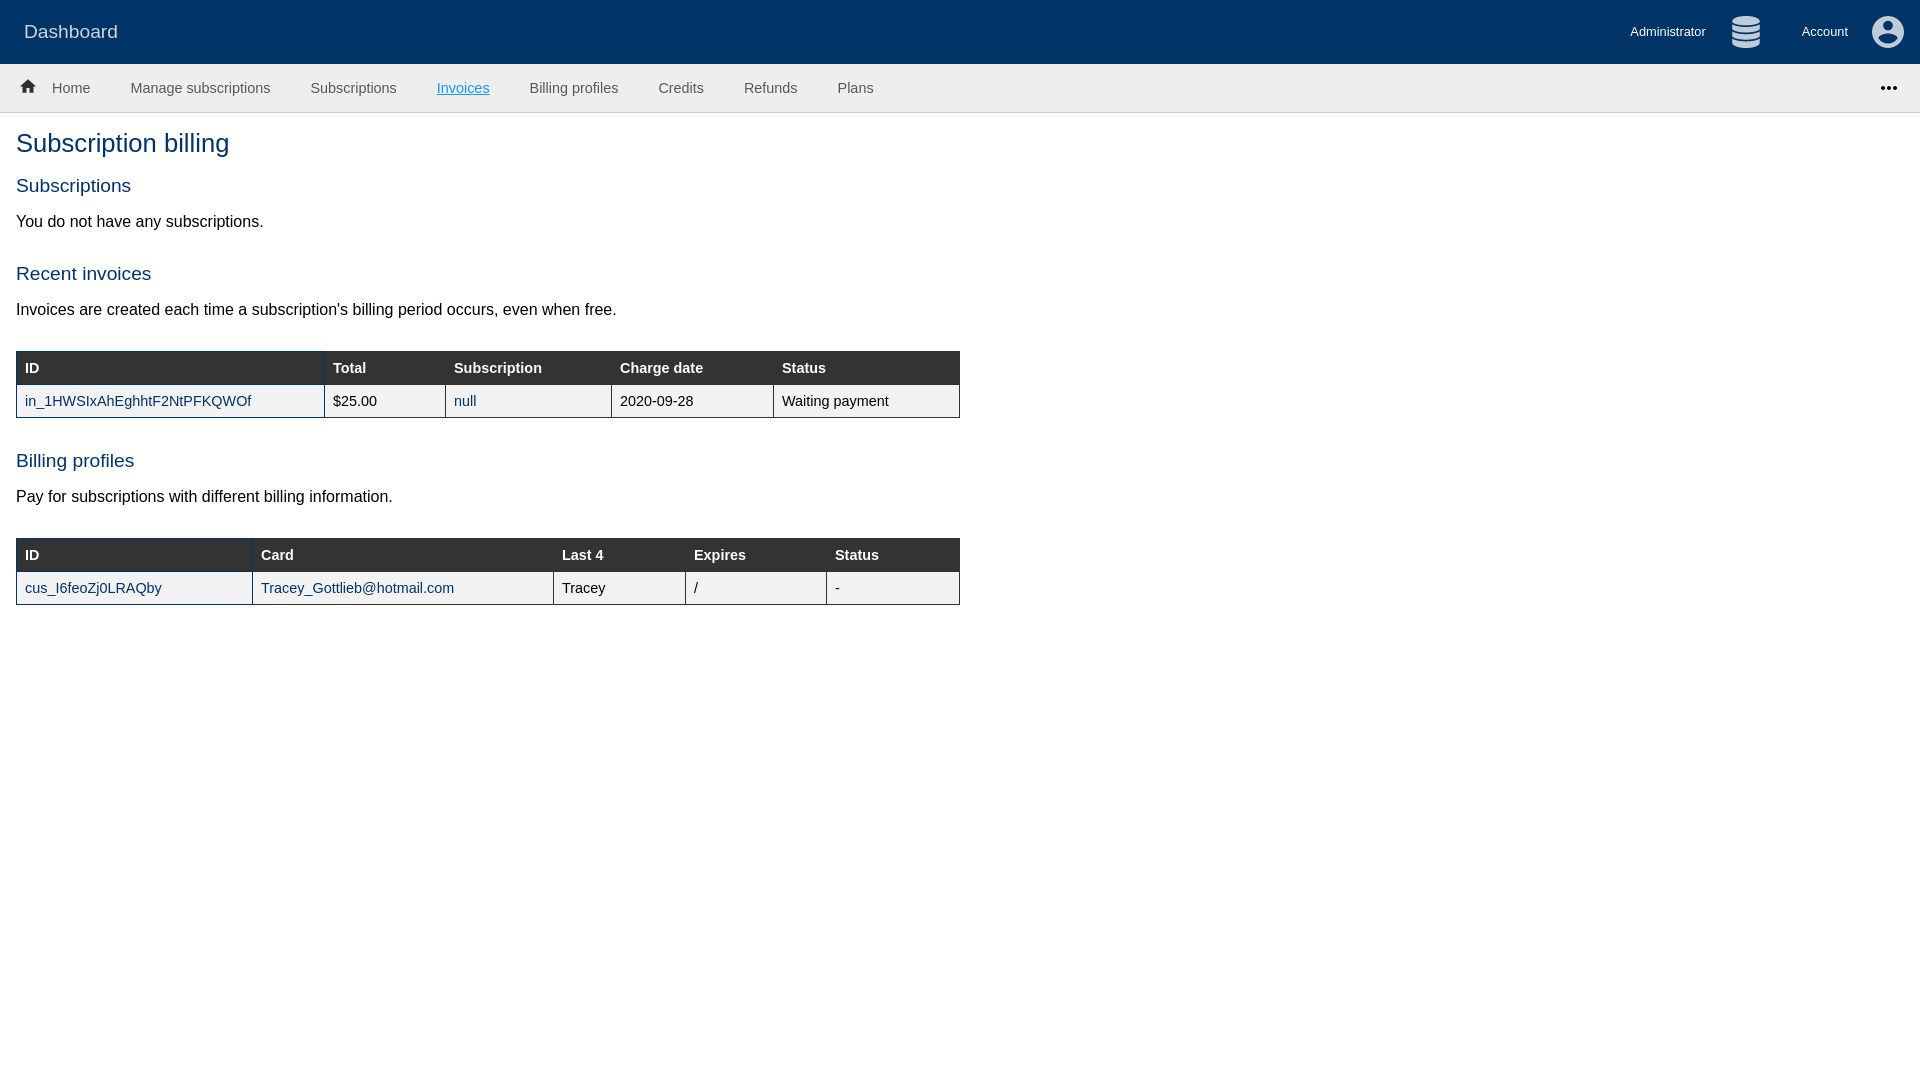 Dashboard
Administrator
Account
Home
Manage subscriptions
Subscriptions
Invoices
Billing profiles
Credits
Refunds
Plans
Subscription billing
Subscriptions
You do not have any subscriptions.
Recent invoices
Invoices are created each time a subscription's billing period occurs, even when free.
ID Total Subscription Charge date Status
in_1HWSIxAhEghhtF2NtPFKQWOf $25.00 null 2020-09-28 Waiting payment
Billing profiles
Pay for subscriptions with different billing information.
ID Card Last 4 Expires Status
cus_I6feoZj0LRAQby Tracey_Gottlieb@hotmail.com Tracey / -